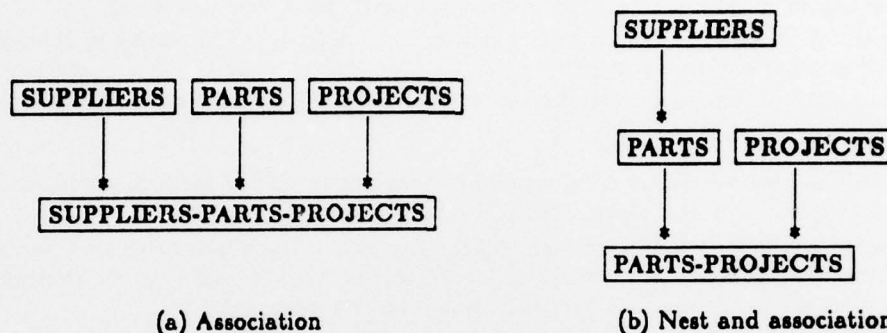 SUPPLIERS
SUPPLIERS PARTS PROJECTS
PARTS PROJECTS
* * *
SUPPLIERS-PARTS-PROJECTS
*
* *
PARTS-PROJECTS
(a) Association
(b) Nest and association